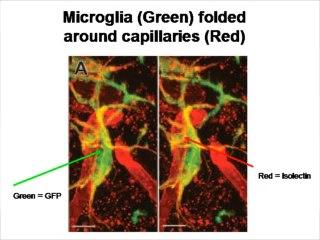 Microglia (Green) folded
around capillaries (Red)
A
Red = Isolectin
Green = GFP